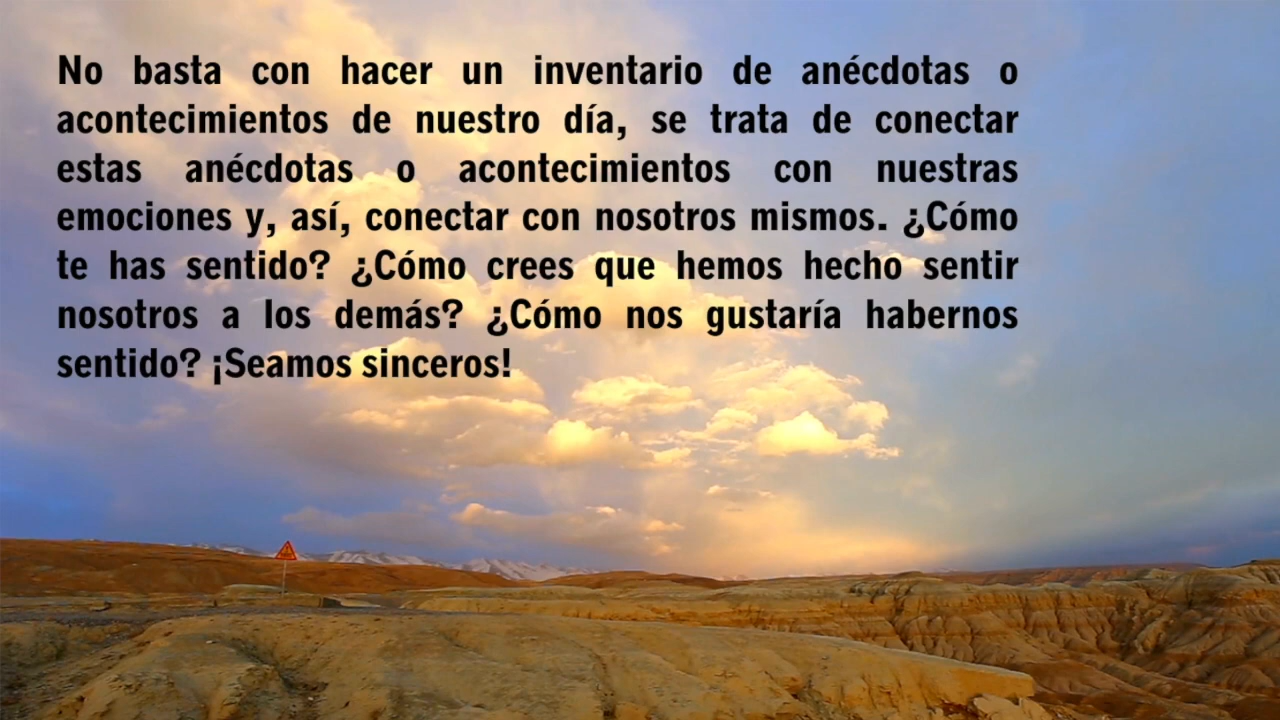 No basta con hacer un inventario de anécdotas o
acontecimientos de nuestro día, se trata de conectar
estas anécdotas o acontecimientos con nuestras
emociones y, así, conectar con nosotros mismos. ¿Cómo
te has sentido? ¿Cómo crees que hemos hecho sentir
nosotros a los demás? ¿Cómo nos gustaría habernos
sentido? ¡Seamos sinceros!